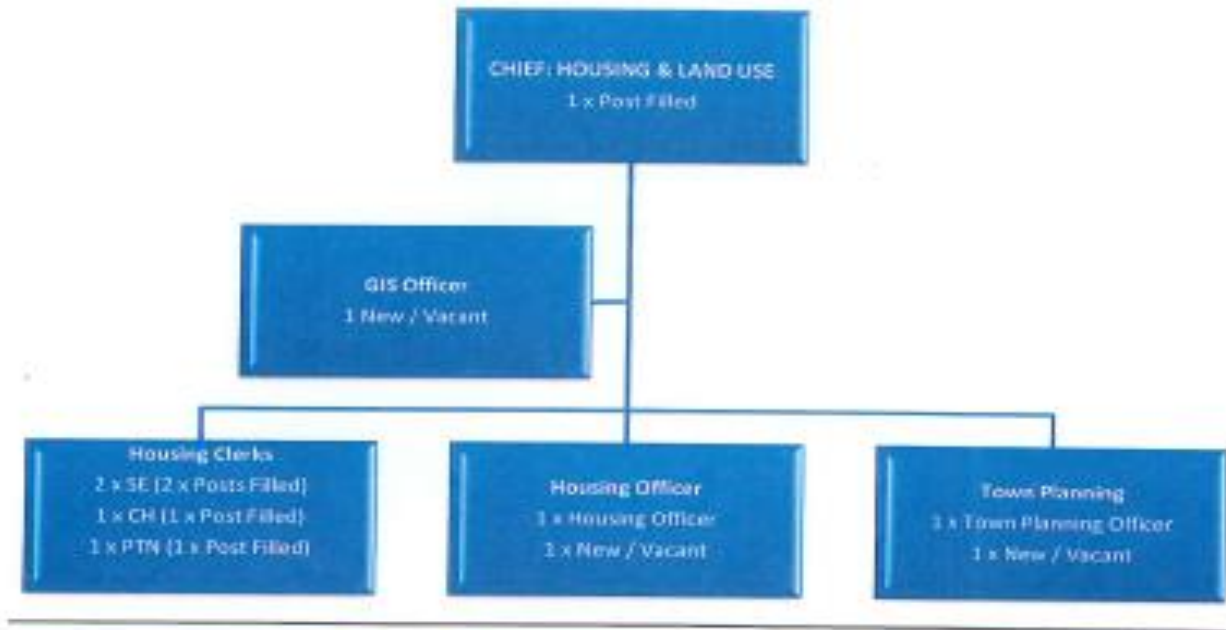 CHIEF: HOUSING & LAND USE
1 x Post Filled
GIS Officer
1 New / Vacant
Housing Clerks
2 x SE (2 x Posts Filled)
1 x CH (1 x Post Filled)
1 x PTN (1 x Post Filled)
Housing Officer
1 x Housing Officer
1 x New / Vacant
Town Planning
1 x Town Planning Officer
1 x New / Vacant